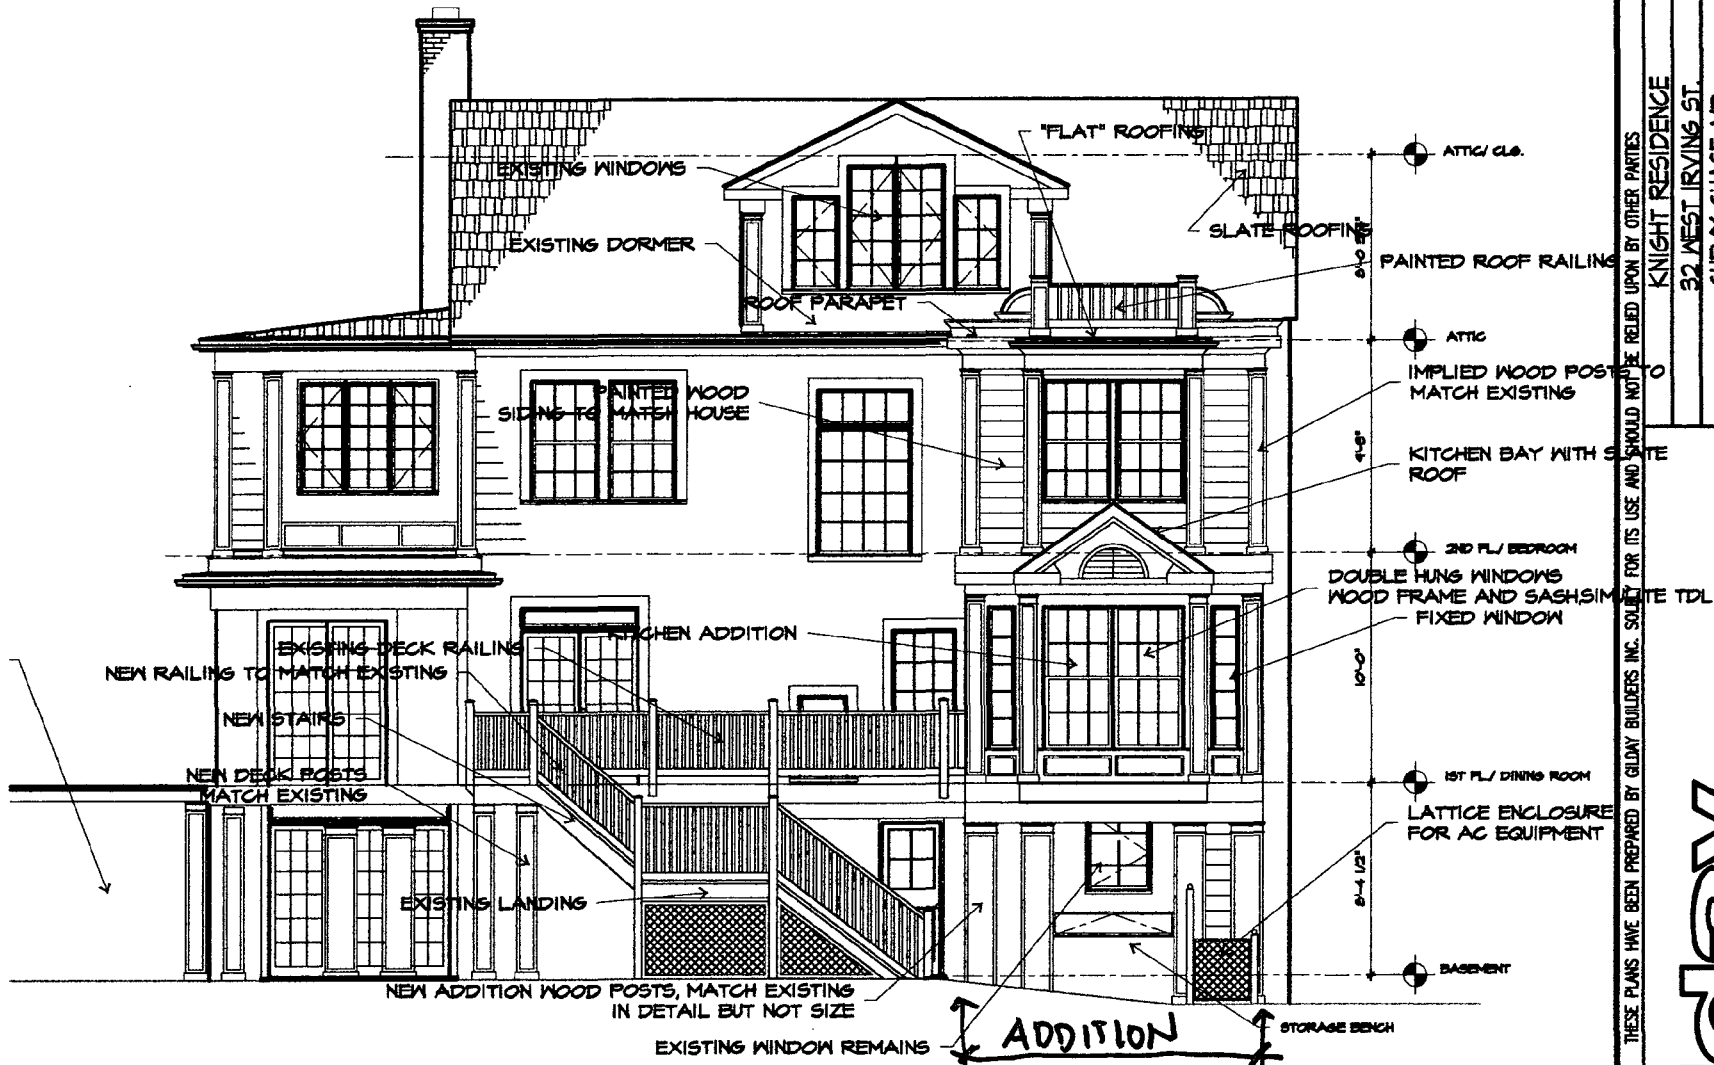 "FLAT" ROOFING
ATTIC/ CLG.
EXISTING WINDOWS
SLATE ROOFING
EXISTING DORMER
PAINTED ROOF RAILING
ROOF PARAPET
ATTIC
IMPLIED WOOD POSTS TO
MATCH EXISTING
PAINTED WOOD
SIDING TO MATCH HOUSE
KITCHEN BAY WITH SLATE
ROOF
2ND FL./ BEDROOM
DOUBLE HUNG WINDOWS
WOOD FRAME AND SASH, SIMULTE TDL
FIXED WINDOW
KITCHEN ADDITION
EXISTING DECK RAILING
NEW RAILING TO MATCH EXISTING
NEW STAIRS
10'-0"
NEW DECK POSTS
MATCH EXISTING
1ST FL./ DINING ROOM
LATTICE ENCLOSURE
FOR AC EQUIPMENT
8'-4 1/2"
EXISTING LANDING
BASEMENT
NEW ADDITION WOOD POSTS, MATCH EXISTING
IN DETAIL BUT NOT SIZE
ADDITION
STORAGE BENCH
EXISTING WINDOW REMAINS
THESE PLANS HAVE BEEN PREPARED BY GILDAY BUILDERS INC. SOLELY FOR ITS USE AND SHOULD NOT BE RELIED UPON BY OTHER PARTIES
KNIGHT RESIDENCE
32 WEST IRVING ST.